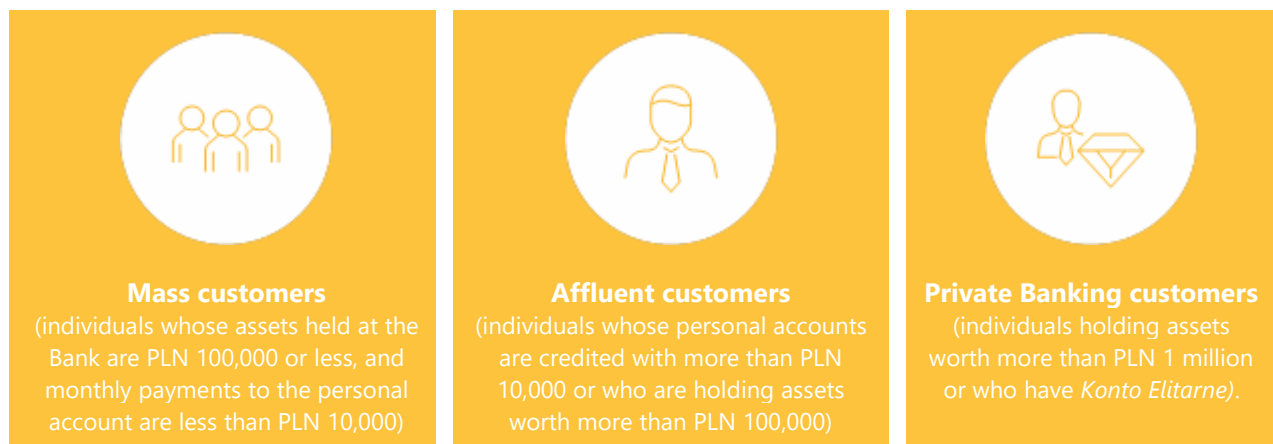 Mass customers
(individuals whose assets held at the
Bank are PLN 100,000 or less, and
monthly payments to the personal
account are less than PLN 10,000)
Affluent customers
(individuals whose personal accounts
are credited with more than PLN
10,000 or who are holding assets
worth more than PLN 100,000)
Private Banking customers
(individuals holding assets
worth more than PLN 1 million
or who have Konto Elitarne).